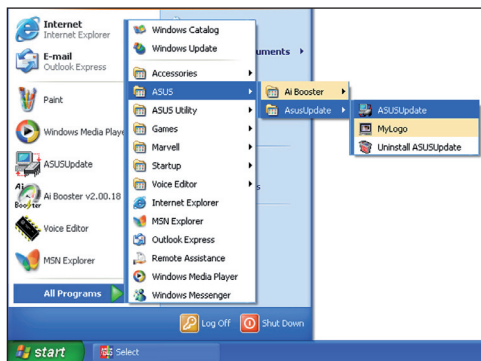 Internet
Internet Explorer
E-mail
Outlook Express
Paint
Windows Media Playe
ASUSUpdate
Ai Booster v2.00.18
Voice Editor
MSN Explorer
All Programs
Windows Catalog
Windows Update
Accessories
ASUS
ASUS Utility
Games
Marvell
Startup
Voice Editor
Internet Explorer
MSN Explorer
Outlook Express
Remote Assistance
Windows Media Player
Windows Messenger
uments
s
Ai Booster
AsusUpdate
ASUSUpdate
MyLogo
Uninstall ASUSUpdate
Log Off
Shut Down
start
Select